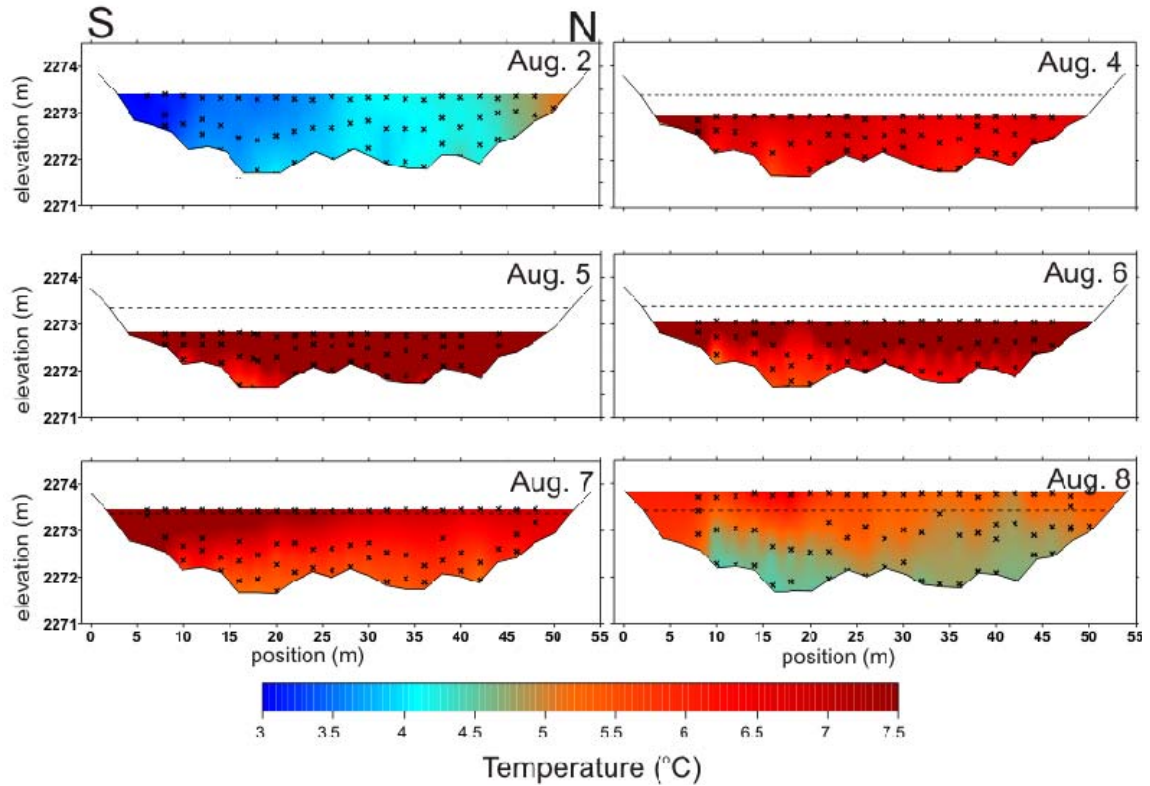 S N
Aug. 2
Aug. 4
elevation (m)
2274
2273
2272
2271
Aug. 5
Aug. 6
elevation (m)
2274
2273
2272
2271
Aug. 7
Aug. 8
elevation (m)
2274
2273
2272
2271
0 5 10 15 20 25 30 35 40 45 50 55
0 5 10 15 20 25 30 35 40 45 50 55
position (m)
position (m)
3 3.5 4 4.5 5 5.5 6 6.5 7 7.5
Temperature (°C)